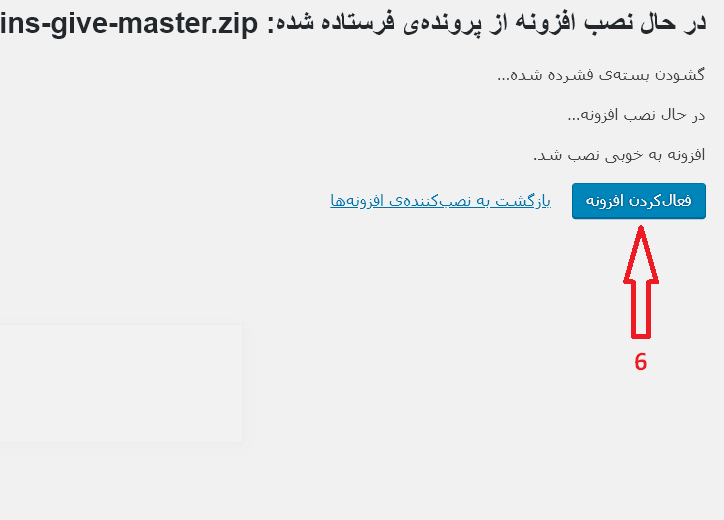 در حال نصب افزونه از پرونده‌ی فرستاده شده: ins-give-master.zip
گشودن بسته‌ی فشرده شده…
در حال نصب افزونه…
افزونه به خوبی نصب شد.
فعال‌کردن افزونه بازگشت به نصب‌کننده‌ی افزونه‌ها
6